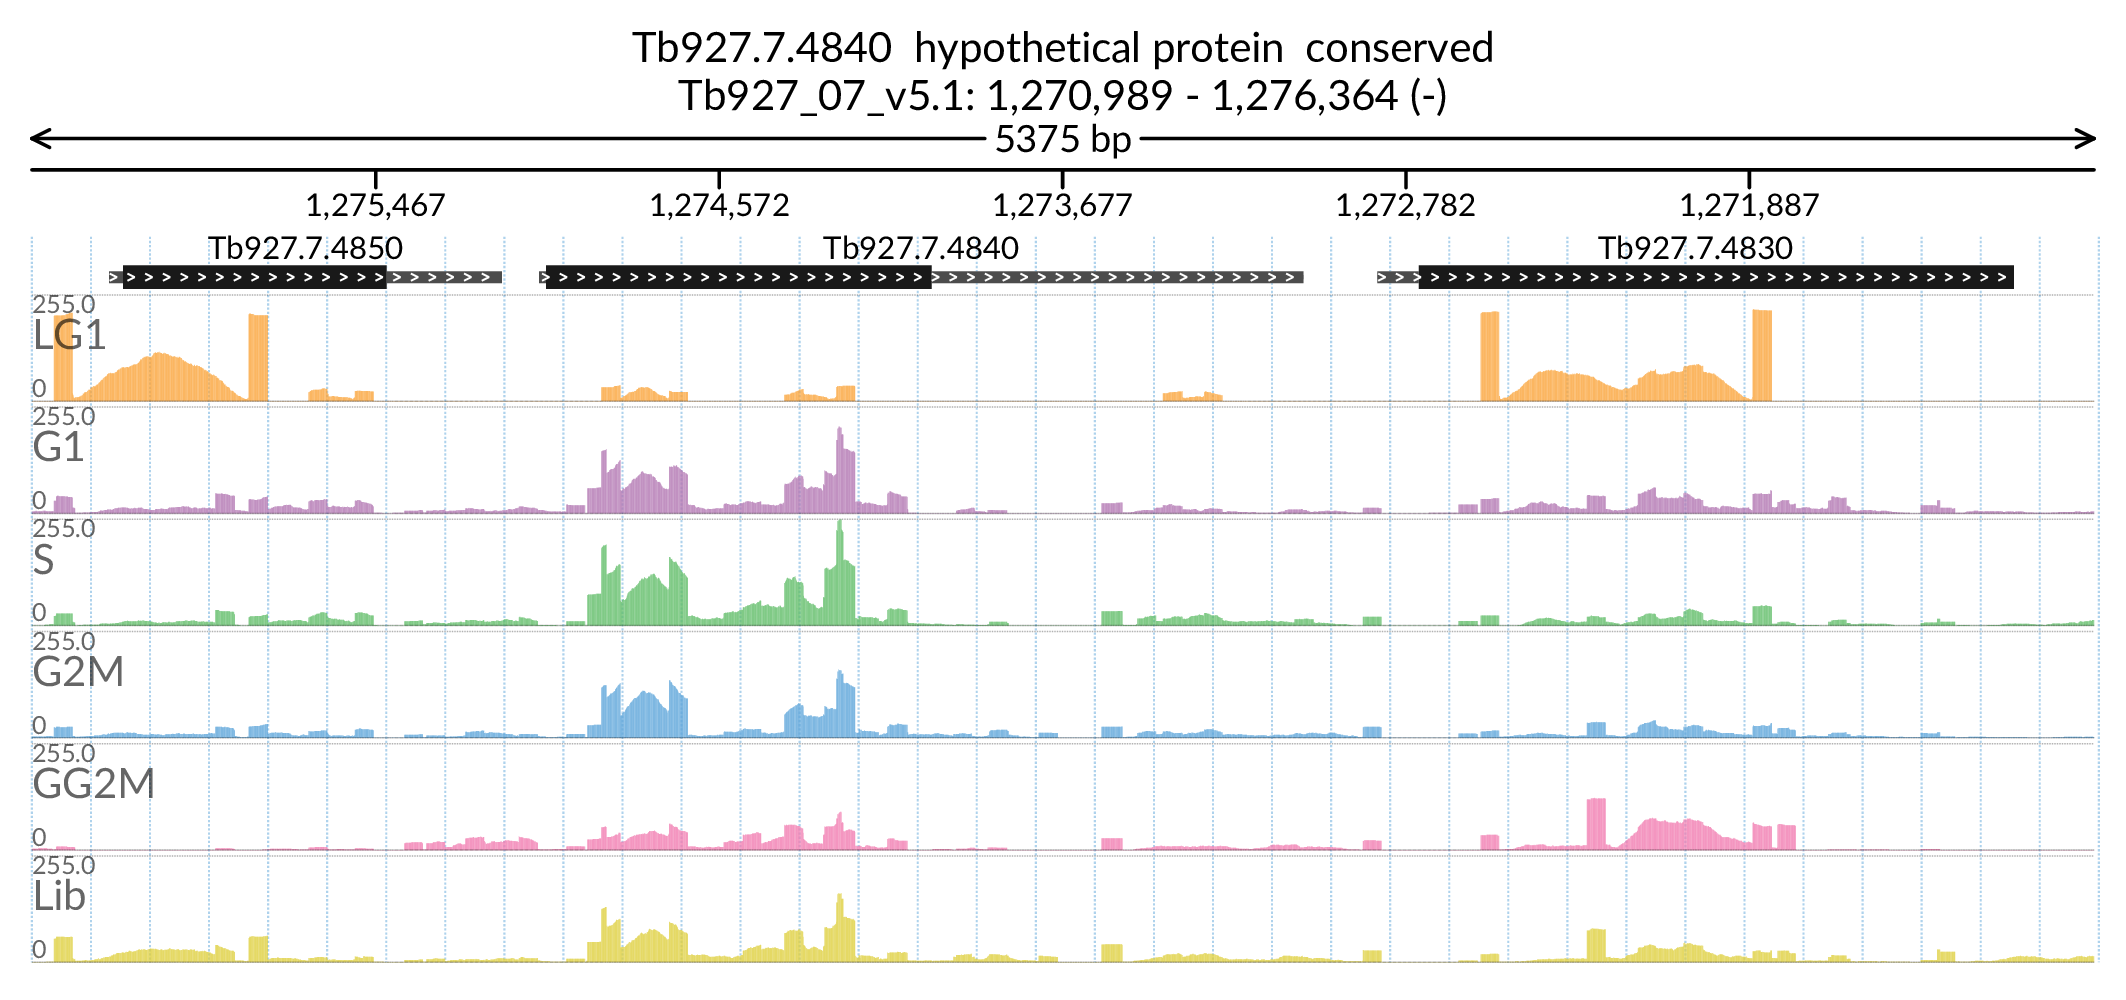 Tb927.7.4840 hypothetical protein conserved
Tb927_07_v5.1: 1,270,989 - 1,276,364 (-)
5375 bp
1,275,467 1,274,572 1,273,677 1,272,782 1,271,887
Tb927.7.4850 Tb927.7.4840 Tb927.7.4830
255.0
LG1
0
255.0
G1
0
255.0
S
0
255.0
G2M
0
255.0
GG2M
0
255.0
Lib
0